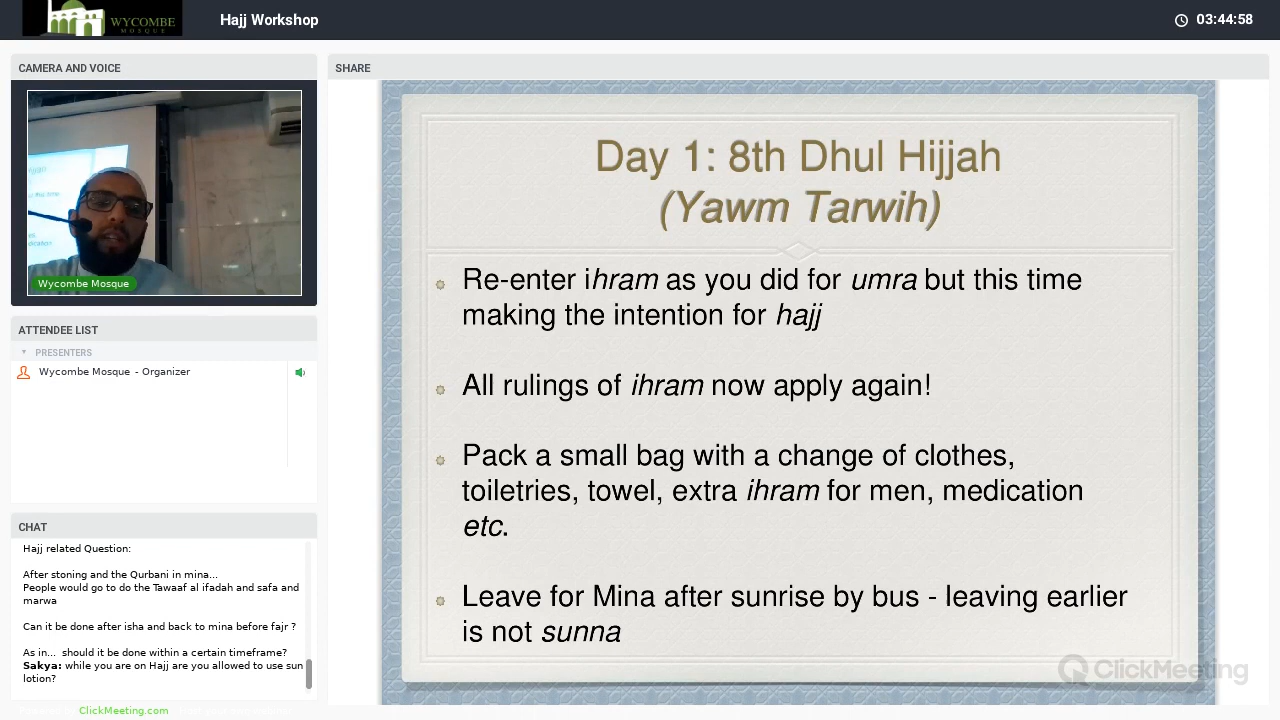 WYCOMBE
MOSQUE
Hajj Workshop
03:44:58
CAMERA AND VOICE
Wycombe Mosque
ATTENDEE LIST
PRESENTERS
Wycombe Mosque - Organizer
CHAT
Hajj related Question:
After stoning and the Qurbani in mina...
People would go to do the Tawaaf al ifadah and safa and
marwa
Can it be done after isha and back to mina before fajr ?
As in... should it be done within a certain timeframe?
Sakya: while you are on Hajj are you allowed to use sun
lotion?
ClickMeeting.com
SHARE
Day 1: 8th Dhul Hijjah
(Yawm Tarwih)
Re-enter ihram as you did for umra but this time
making the intention for hajj
All rulings of ihram now apply again!
Pack a small bag with a change of clothes,
toiletries, towel, extra ihram for men, medication
etc.
Leave for Mina after sunrise by bus - leaving earlier
is not sunna
ClickMeeting